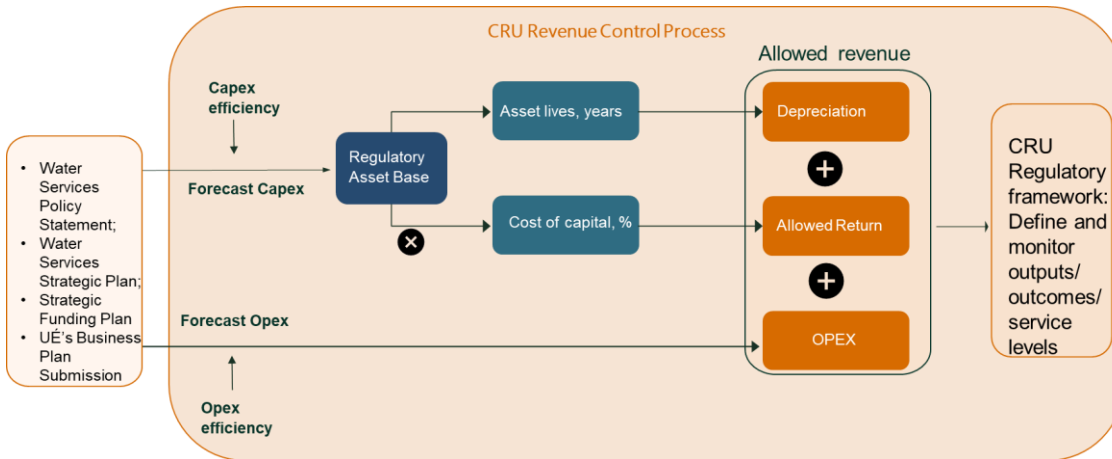 CRU Revenue Control Process
• Water
Services
Policy
Statement;
• Water
Services
Strategic Plan;
• Strategic
Funding Plan
• UÉ's Business
Plan
Submission
Capex
efficiency
Forecast Capex
Regulatory
Asset Base
Asset lives, years
Cost of capital, %
Forecast Opex
Opex
efficiency
Allowed revenue
Depreciation
+
Allowed Return
+
OPEX
CRU
Regulatory
framework:
Define and
monitor
outputs/
outcomes/
service
levels